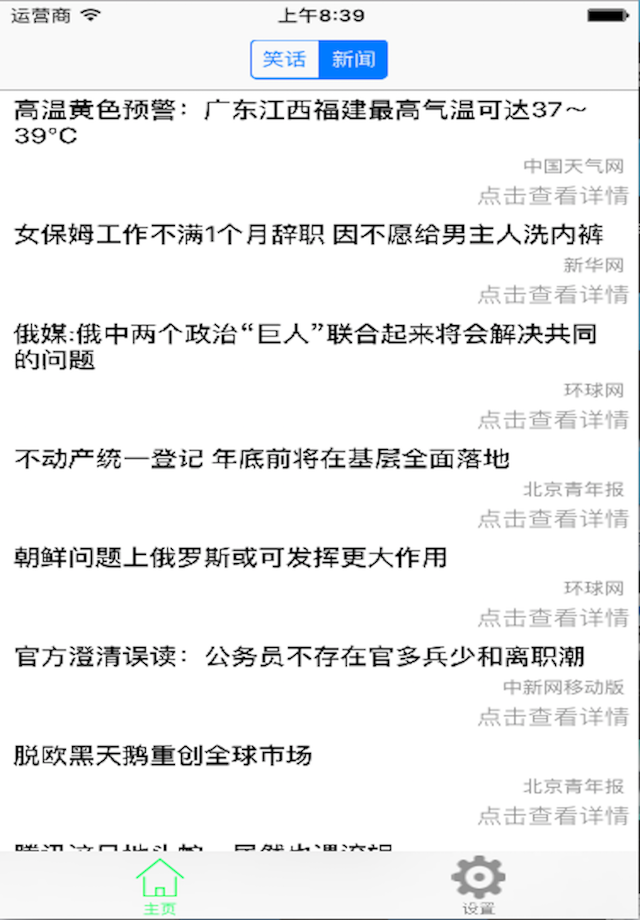 运营商
上午8:39
笑话
新闻
高温黄色预警：广东江西福建最高气温可达37～
39°C
中国天气网
点击查看详情
女保姆工作不满1个月辞职 因不愿给男主人洗内裤
新华网
点击查看详情
俄媒:俄中两个政治“巨人”联合起来将会解决共同
的问题
环球网
点击查看详情
不动产统一登记 年底前将在基层全面落地
北京青年报
点击查看详情
朝鲜问题上俄罗斯或可发挥更大作用
环球网
点击查看详情
官方澄清误读：公务员不存在官多兵少和离职潮
中新网移动版
点击查看详情
脱欧黑天鹅重创全球市场
北京青年报
点击查看详情
主页
设置